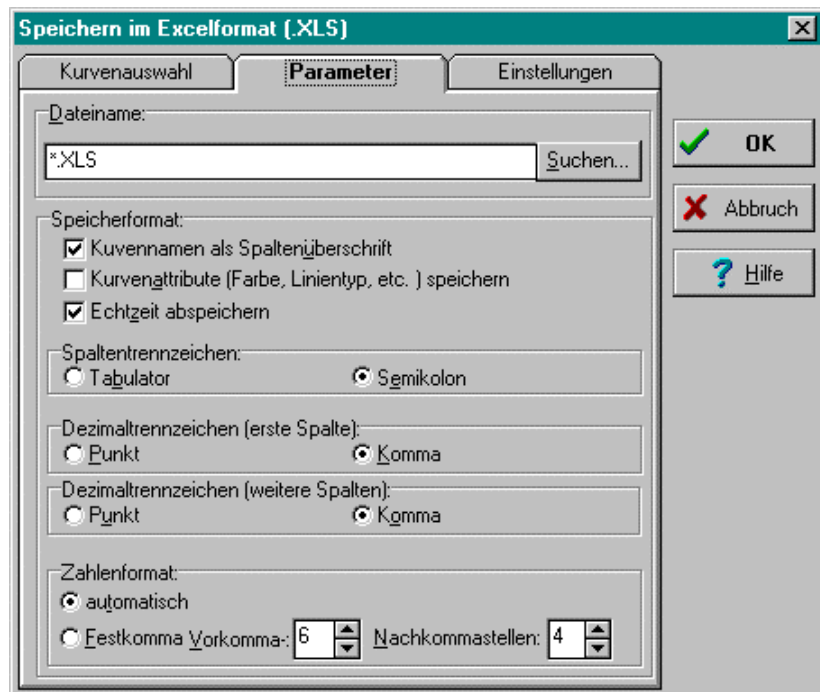 Speichern im Excelformat (.XLS)
Kurvenauswahl Parameter Einstellungen
Dateiname:
*.XLS Suchen...
OK
Abbruch
Hilfe
Speicherformat:
Kuvennamen als Spaltenüberschrift
Kurvenattribute (Farbe, Linientyp, etc. ) speichern
Echtzeit abspeichern
Spaltentrennzeichen:
Tabulator Semikolon
Dezimaltrennzeichen (erste Spalte):
Punkt Komma
Dezimaltrennzeichen (weitere Spalten):
Punkt Komma
Zahlenformat:
automatisch
Festkomma Vorkomma-: 6 Nachkommastellen: 4